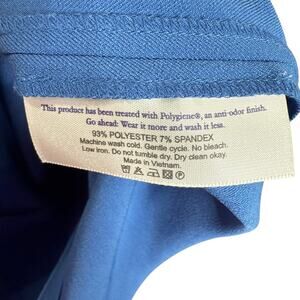 This product has been treated with Polygiene®, an anti-odor finish.
Go ahead: Wear it more and wash it less.
93% POLYESTER 7% SPANDEX
Machine wash cold. Gentle cycle. No bleach.
Low iron. Do not tumble dry. Dry clean okay.
Made in Vietnam.